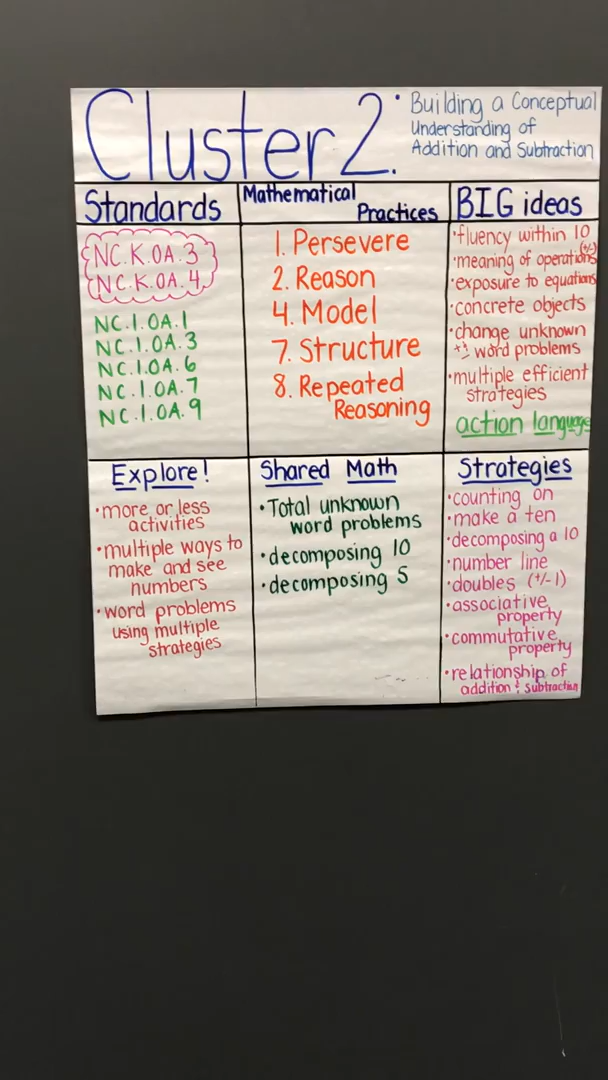 Cluster 2:
Building a Conceptual
Understanding of
Addition and Subtraction
Standards
NC.K.OA.3
NC.K.OA.4
NC.1.OA.1
NC.1.OA.3
NC.1.OA.6
NC.1.OA.7
NC.1.OA.9
Mathematical
Practices
1. Persevere
2. Reason
4. Model
7. Structure
8. Repeated
Reasoning
BIG ideas
•fluency within 10
(+/-)
•meaning of operations
•exposure to equations
•concrete objects
•change unknown
word problems
•multiple efficient
strategies
action language
Explore!
•more or less
activities
•multiple ways to
make and see
numbers
•word problems
using multiple
strategies
Shared Math
•Total unknown
word problems
•decomposing 10
•decomposing 5
Strategies
•counting on
•make a ten
•decomposing a 10
•number line
•doubles (+/-1)
•associative
property
•commutative
property
•relationship of
addition & subtraction